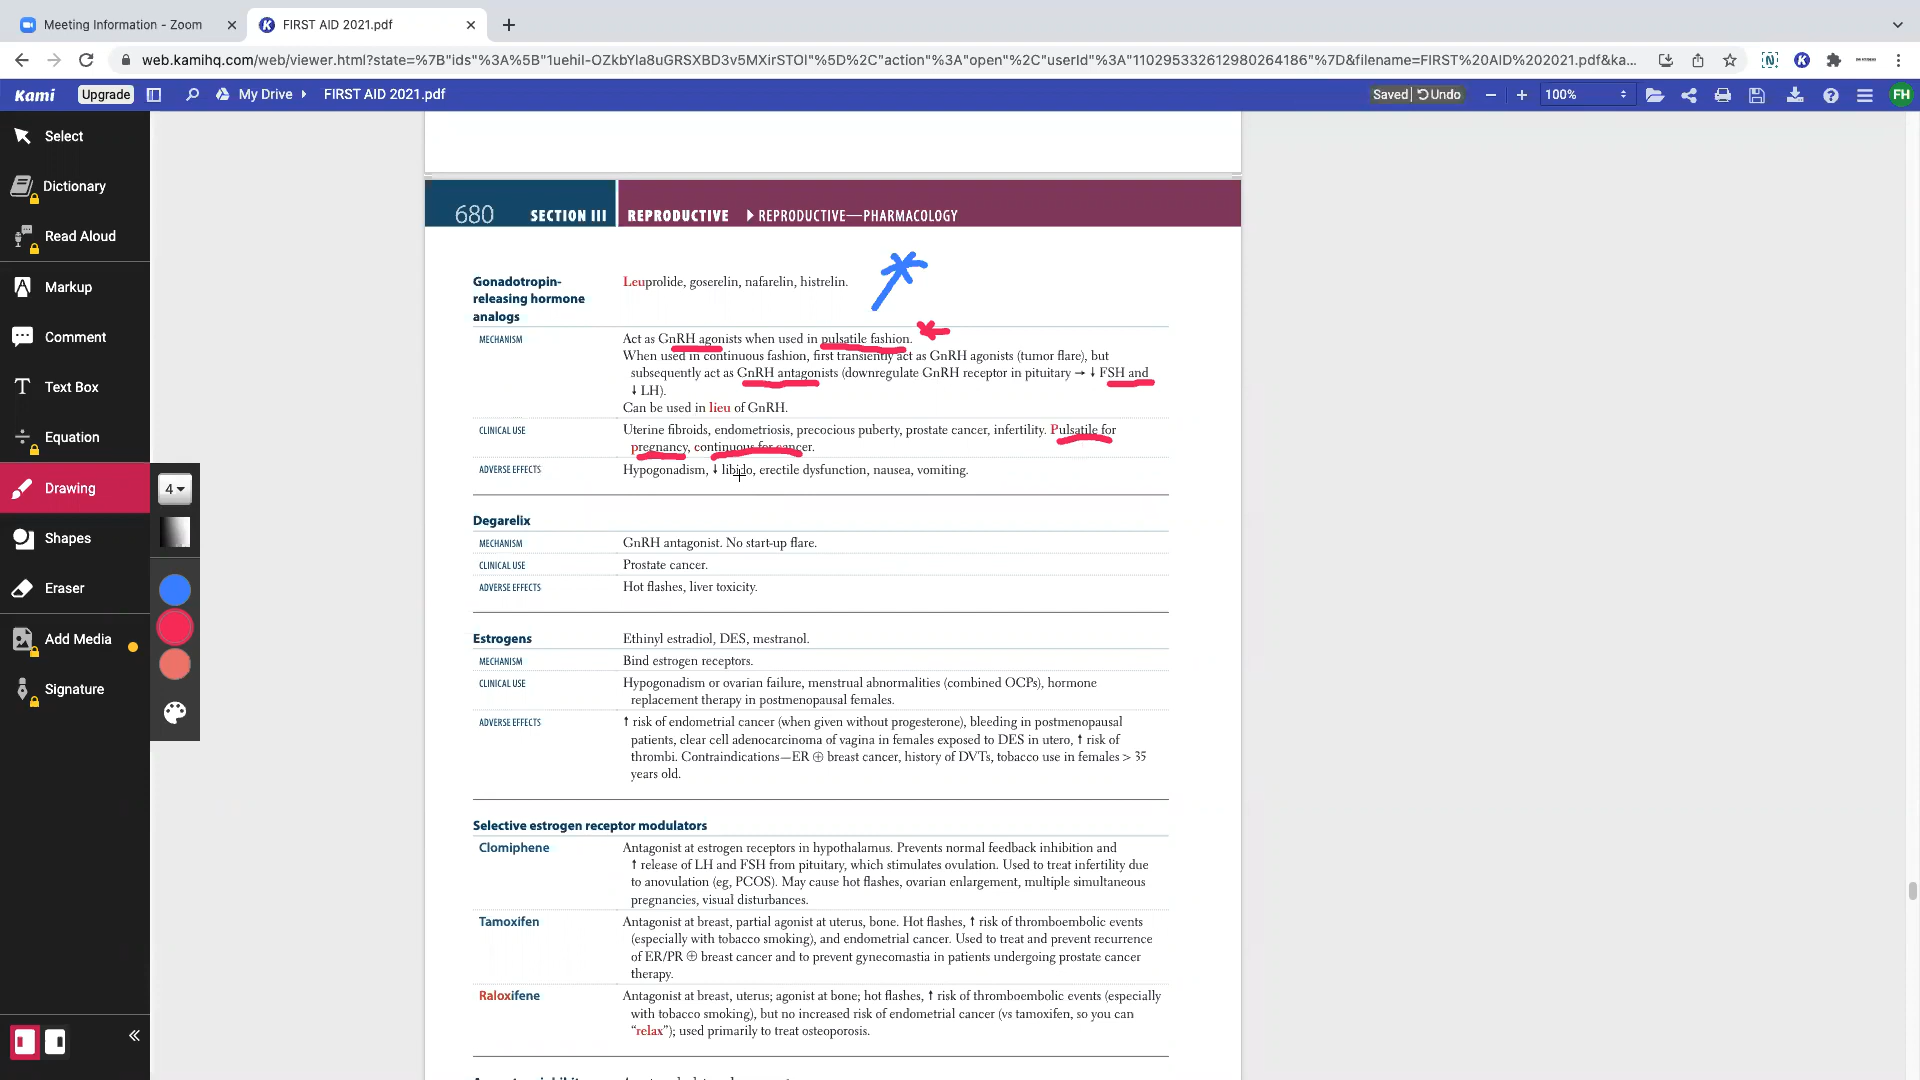 Meeting Information - Zoom
FIRST AID 2021.pdf
web.kamihq.com/web/viewer.html?state=%7B"ids"%3A%5B"1uehiI-OZkbYla8uGRSXBD3v5MXirSTOl"%5D%2C"action"%3A"open"%2C"userId"%3A"110295332612980264186"%7D&filename=FIRST%20AID%202021.pdf&ka...
Kami
Upgrade
My Drive
FIRST AID 2021.pdf
Saved
Undo
100%
FH
Select
Dictionary
Read Aloud
Markup
Comment
Text Box
Equation
Drawing
Shapes
Eraser
Add Media
Signature
4
680 SECTION III REPRODUCTIVE ▶ REPRODUCTIVE—PHARMACOLOGY
Gonadotropin-
releasing hormone
analogs
Leuprolide, goserelin, nafarelin, histrelin.
MECHANISM
Act as GnRH agonists when used in pulsatile fashion.
When used in continuous fashion, first transiently act as GnRH agonists (tumor flare), but
subsequently act as GnRH antagonists (downregulate GnRH receptor in pituitary → ↓ FSH and
↓ LH).
Can be used in lieu of GnRH.
CLINICAL USE
Uterine fibroids, endometriosis, precocious puberty, prostate cancer, infertility. Pulsatile for
pregnancy, continuous for cancer.
ADVERSE EFFECTS
Hypogonadism, ↓ libido, erectile dysfunction, nausea, vomiting.
Degarelix
MECHANISM
GnRH antagonist. No start-up flare.
CLINICAL USE
Prostate cancer.
ADVERSE EFFECTS
Hot flashes, liver toxicity.
Estrogens
Ethinyl estradiol, DES, mestranol.
MECHANISM
Bind estrogen receptors.
CLINICAL USE
Hypogonadism or ovarian failure, menstrual abnormalities (combined OCPs), hormone
replacement therapy in postmenopausal females.
ADVERSE EFFECTS
↑ risk of endometrial cancer (when given without progesterone), bleeding in postmenopausal
patients, clear cell adenocarcinoma of vagina in females exposed to DES in utero, ↑ risk of
thrombi. Contraindications—ER ⊕ breast cancer, history of DVTs, tobacco use in females > 35
years old.
Selective estrogen receptor modulators
Clomiphene
Antagonist at estrogen receptors in hypothalamus. Prevents normal feedback inhibition and
↑ release of LH and FSH from pituitary, which stimulates ovulation. Used to treat infertility due
to anovulation (eg, PCOS). May cause hot flashes, ovarian enlargement, multiple simultaneous
pregnancies, visual disturbances.
Tamoxifen
Antagonist at breast, partial agonist at uterus, bone. Hot flashes, ↑ risk of thromboembolic events
(especially with tobacco smoking), and endometrial cancer. Used to treat and prevent recurrence
of ER/PR ⊕ breast cancer and to prevent gynecomastia in patients undergoing prostate cancer
therapy.
Raloxifene
Antagonist at breast, uterus; agonist at bone; hot flashes, ↑ risk of thromboembolic events (especially
with tobacco smoking), but no increased risk of endometrial cancer (vs tamoxifen, so you can
“relax”); used primarily to treat osteoporosis.